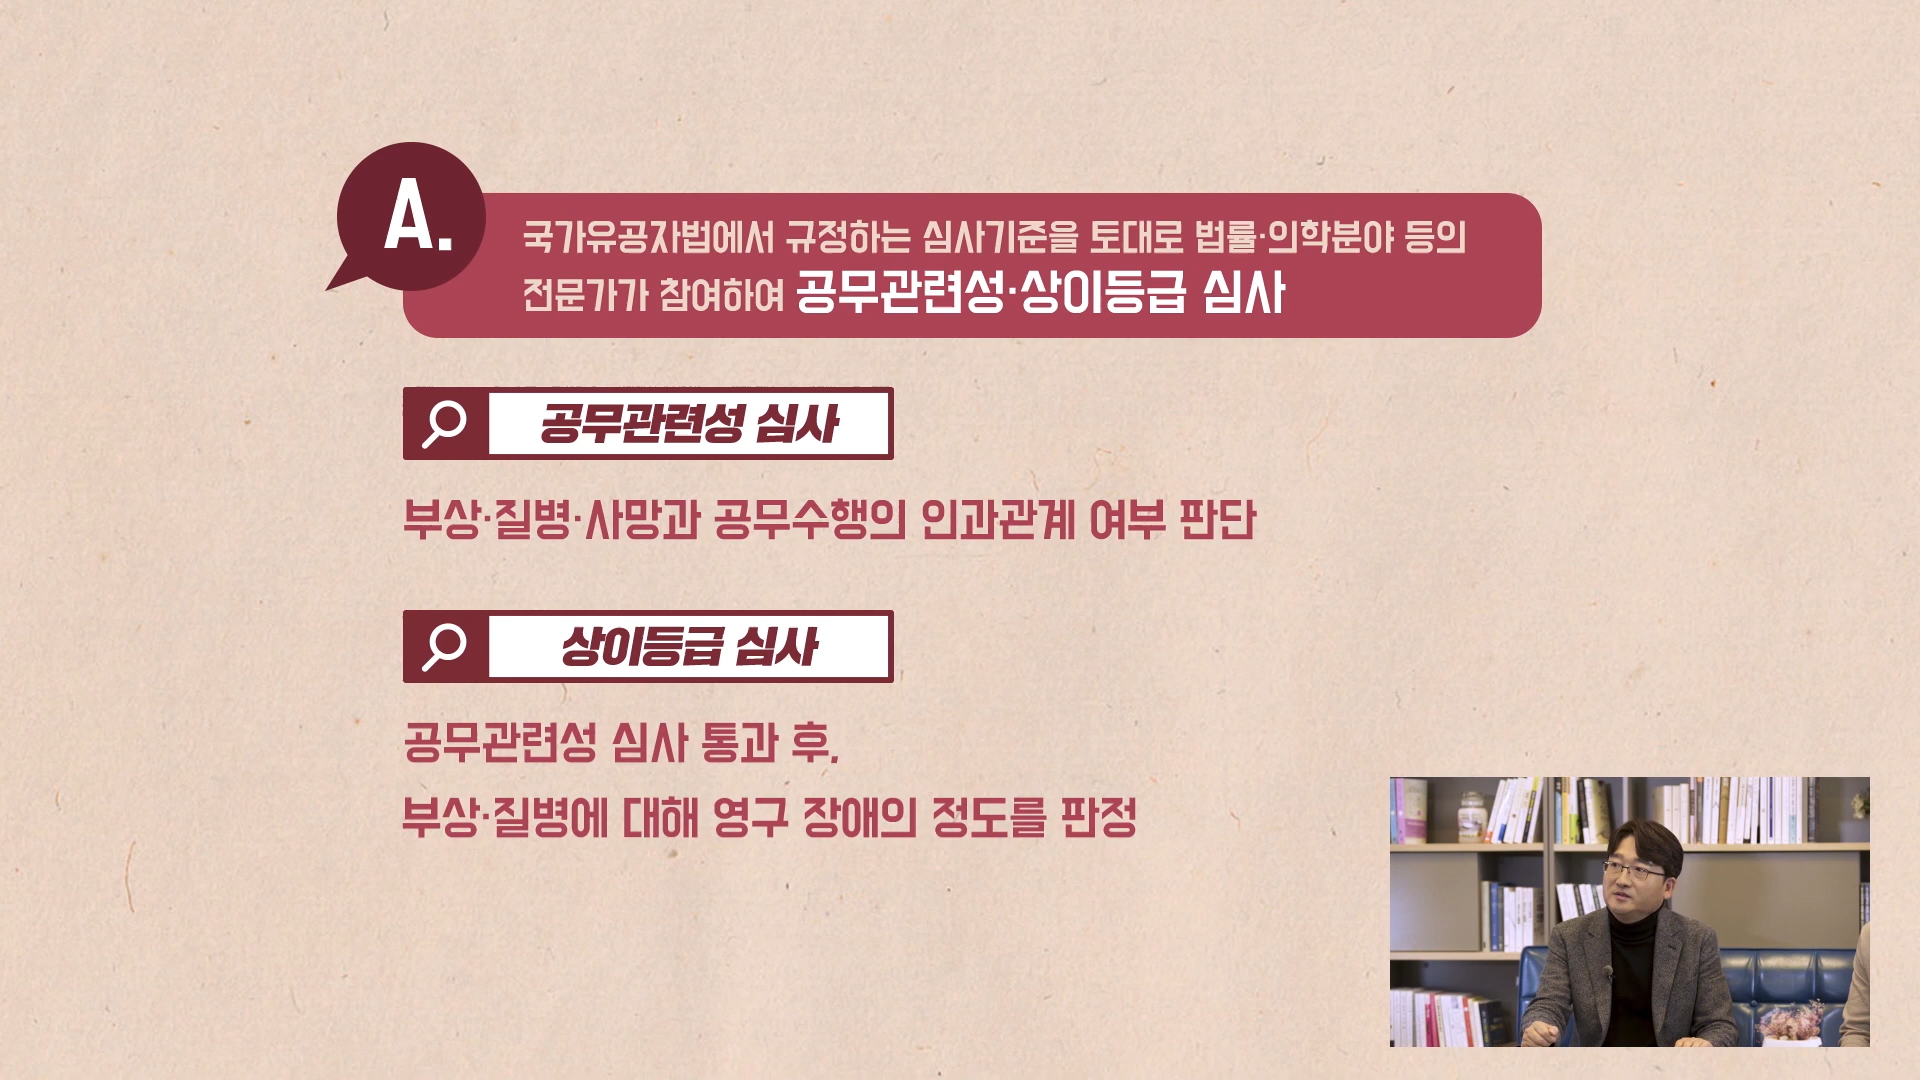 A.
국가유공자법에서 규정하는 심사기준을 토대로 법률·의학분야 등의
전문가가 참여하여 공무관련성·상이등급 심사
공무관련성 심사
부상·질병·사망과 공무수행의 인과관계 여부 판단
상이등급 심사
공무관련성 심사 통과 후,
부상·질병에 대해 영구 장애의 정도를 판정